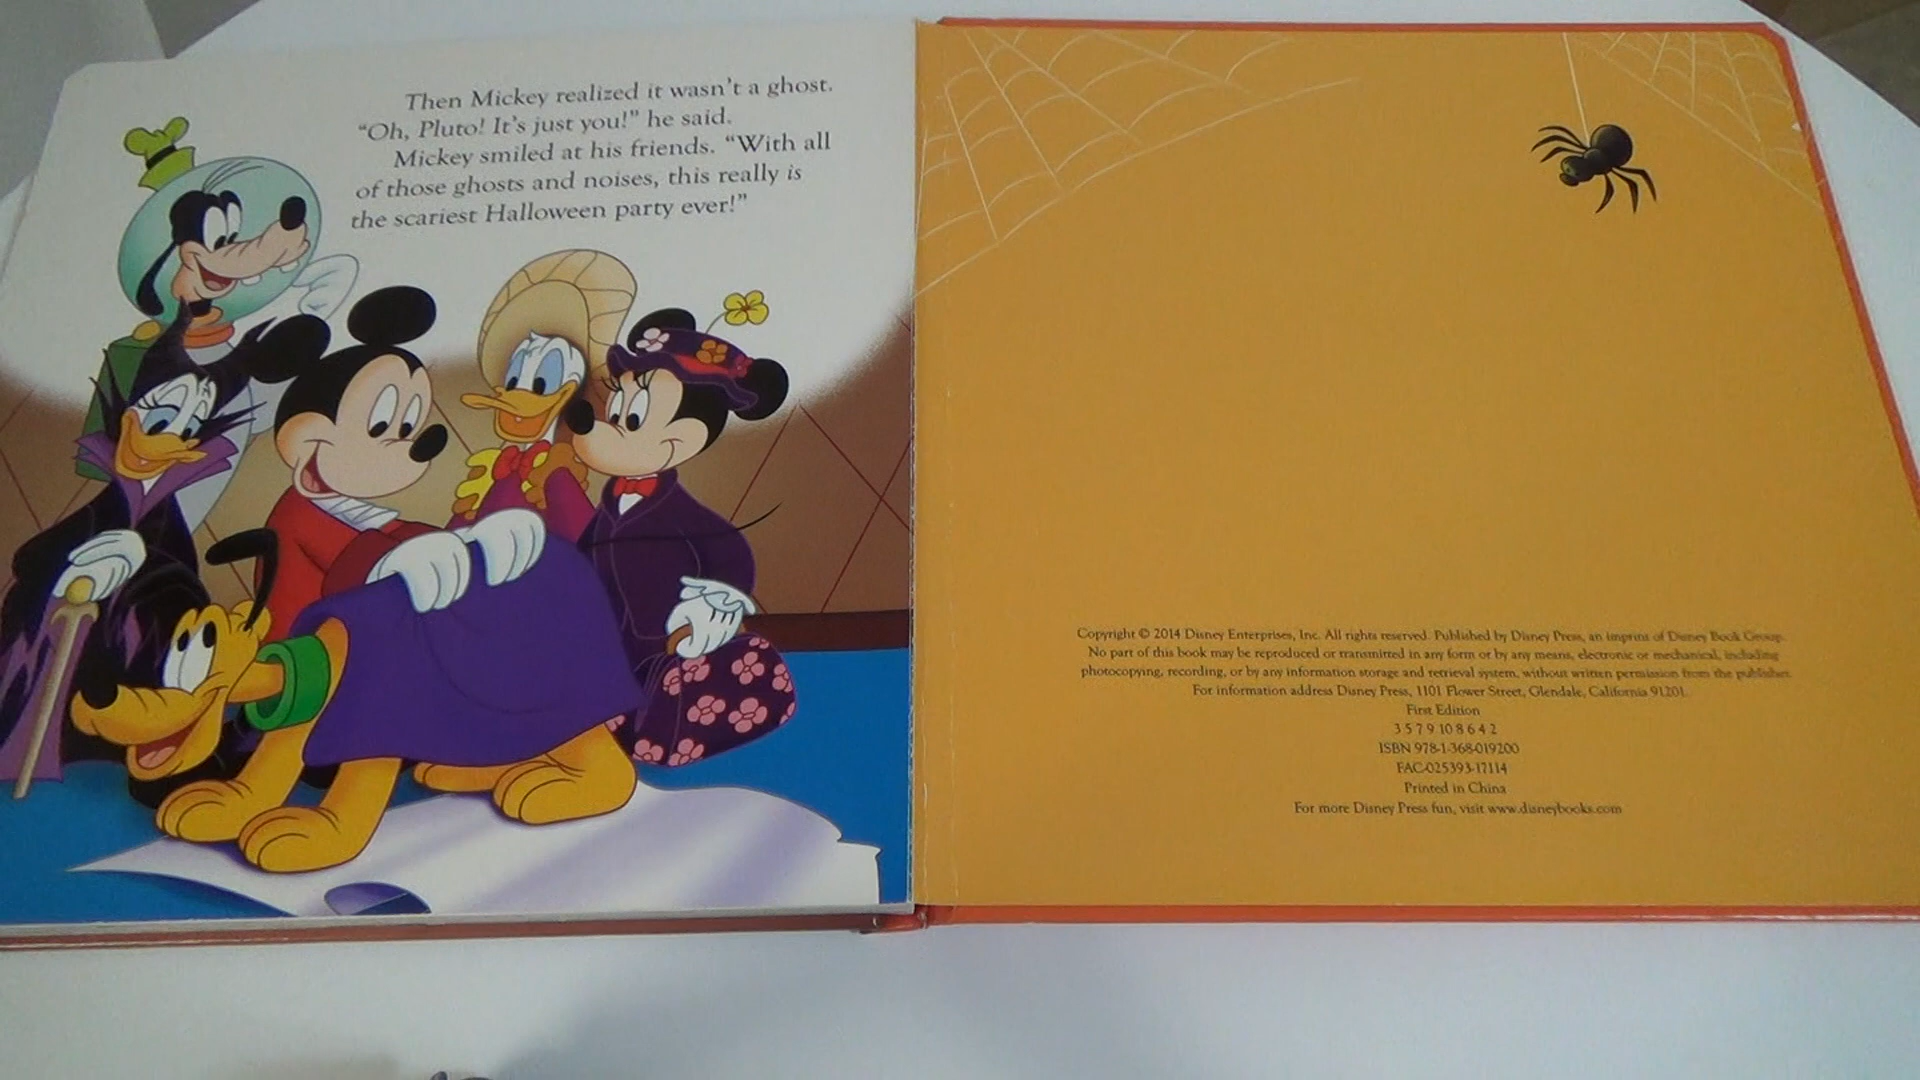 Then Mickey realized it wasn't a ghost.
“Oh, Pluto! It's just you!” he said.
Mickey smiled at his friends. “With all
of those ghosts and noises, this really is
the scariest Halloween party ever!”
Copyright © 2014 Disney Enterprises, Inc. All rights reserved. Published by Disney Press, an imprint of Disney Book Group.
No part of this book may be reproduced or transmitted in any form or by any means, electronic or mechanical, including
photocopying, recording, or by any information storage and retrieval system, without written permission from the publisher.
For information address Disney Press, 1101 Flower Street, Glendale, California 91201.
First Edition
3 5 7 9 10 8 6 4 2
ISBN 978-1-368-019200
FAC-025393-17114
Printed in China
For more Disney Press fun, visit www.disneybooks.com